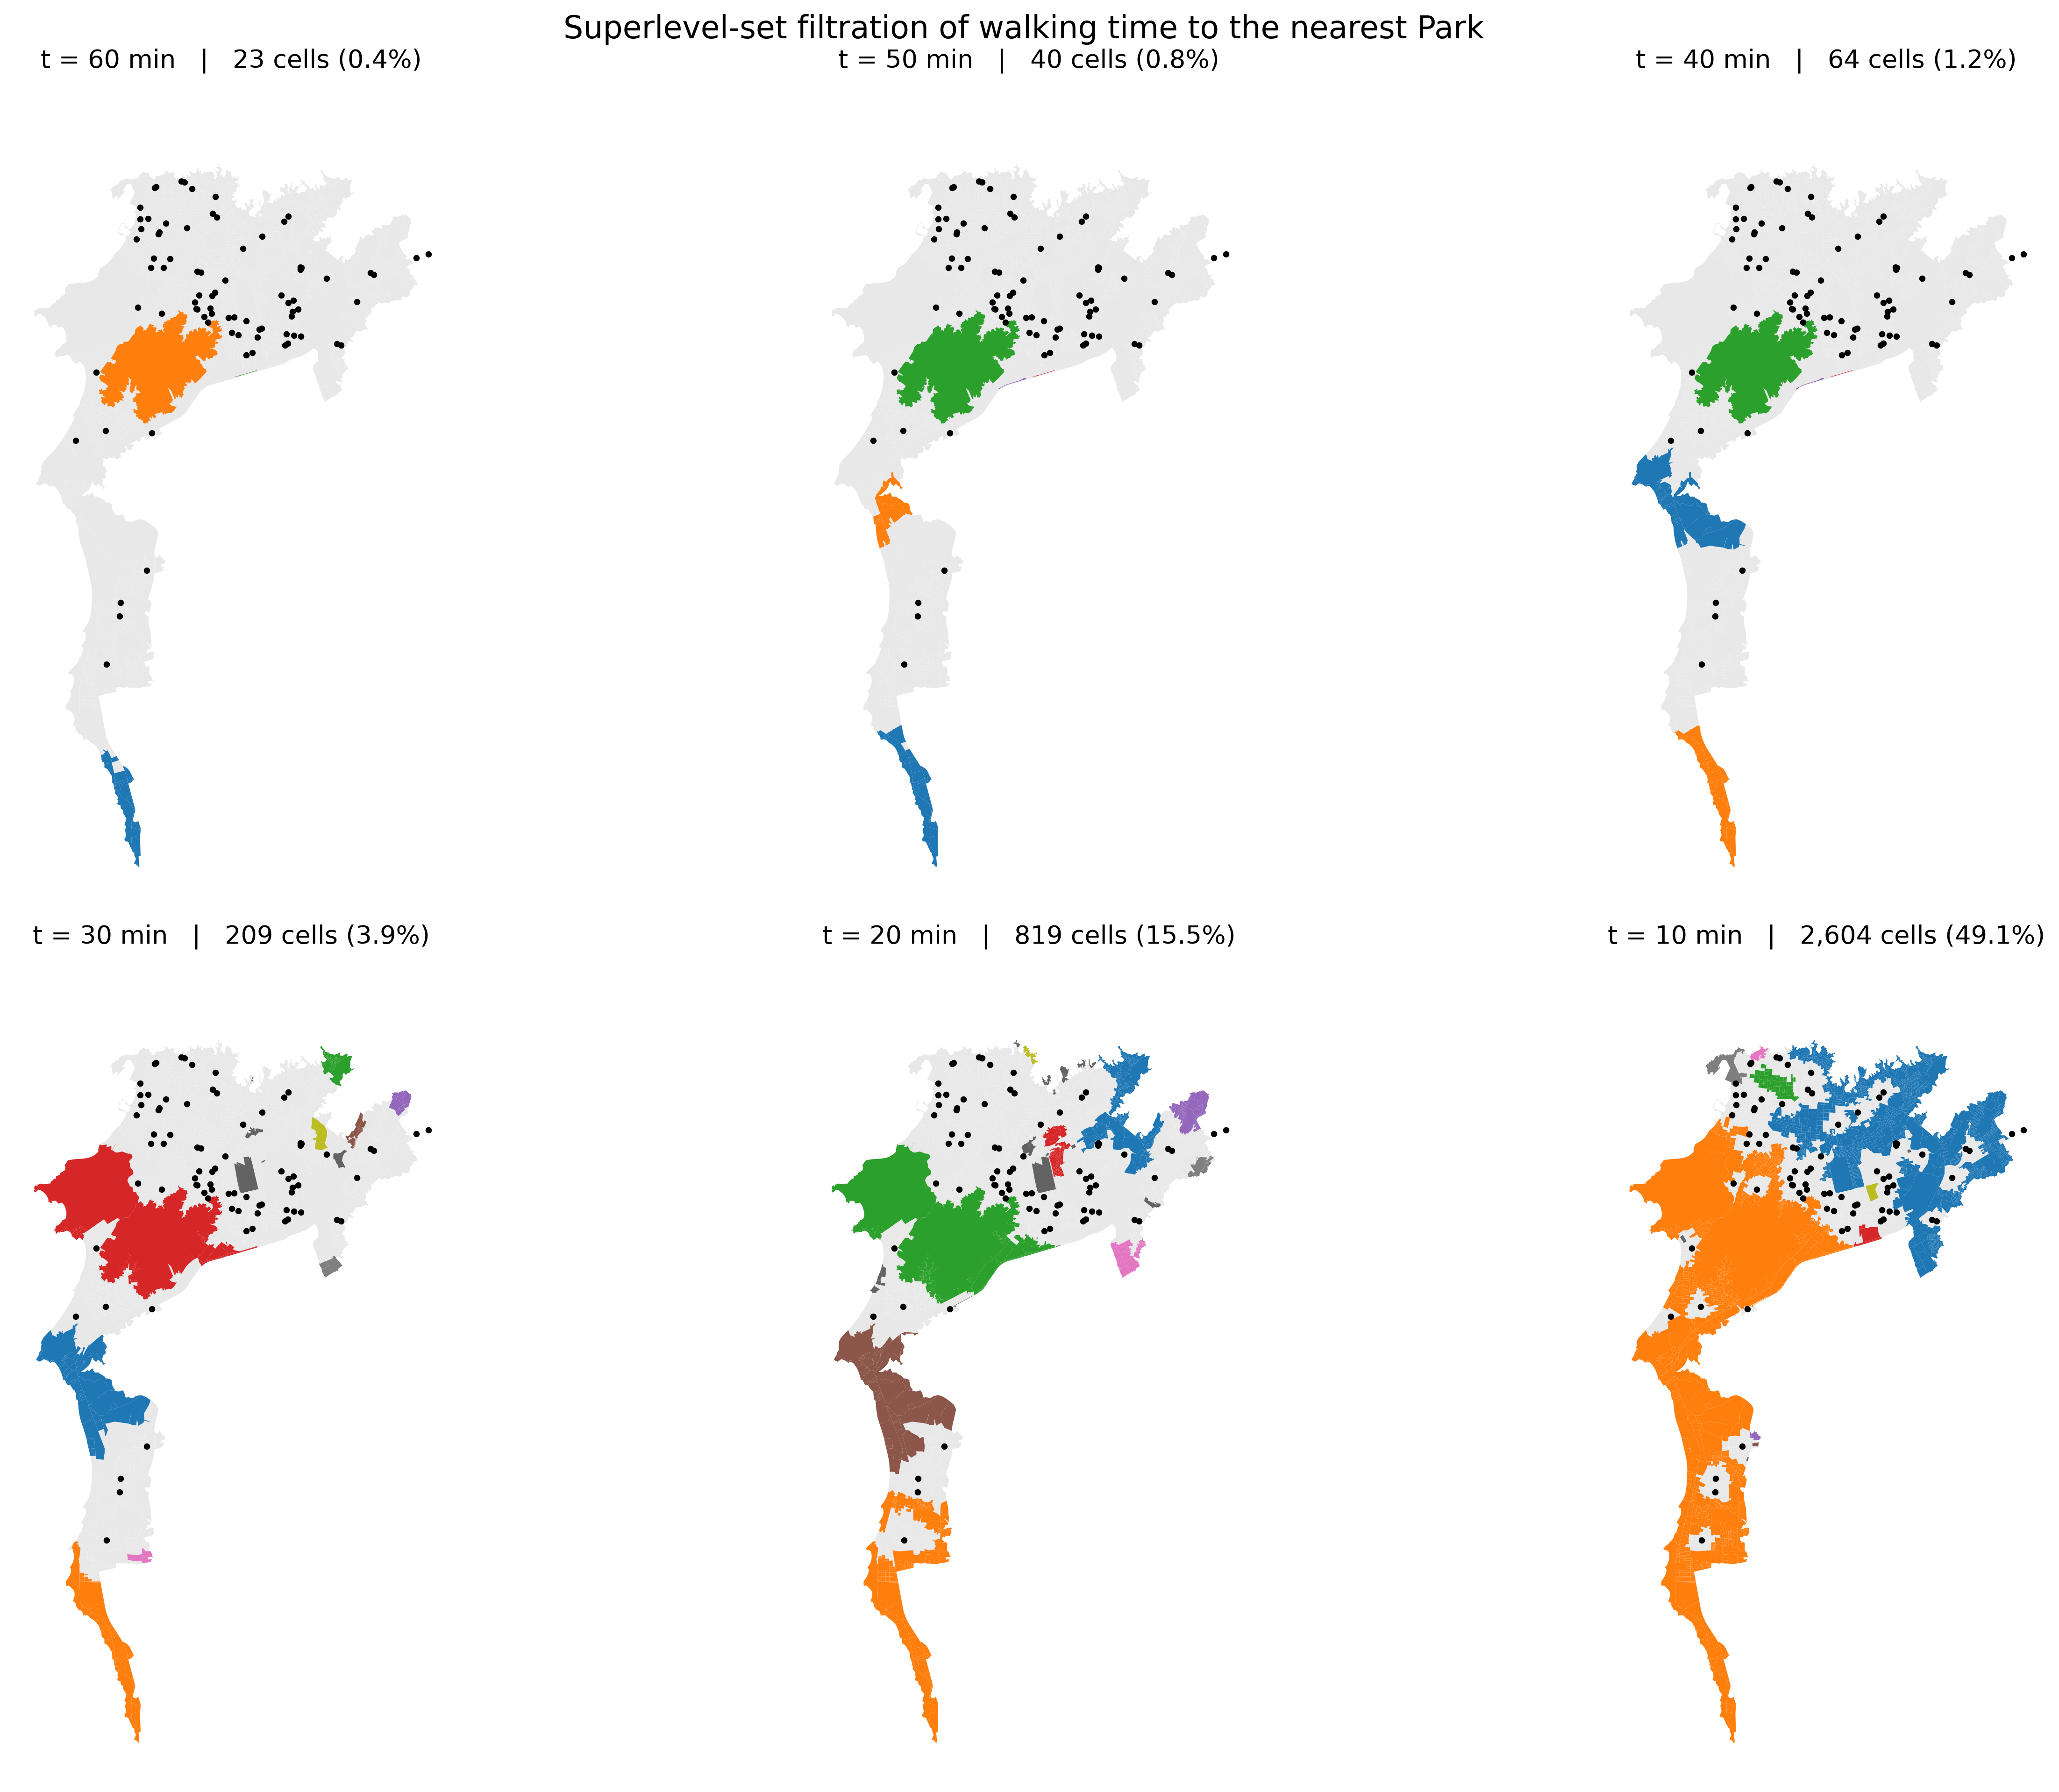 Superlevel-set filtration of walking time to the nearest Park
t = 60 min | 23 cells (0.4%)
t = 50 min | 40 cells (0.8%)
t = 40 min | 64 cells (1.2%)
t = 30 min | 209 cells (3.9%)
t = 20 min | 819 cells (15.5%)
t = 10 min | 2,604 cells (49.1%)